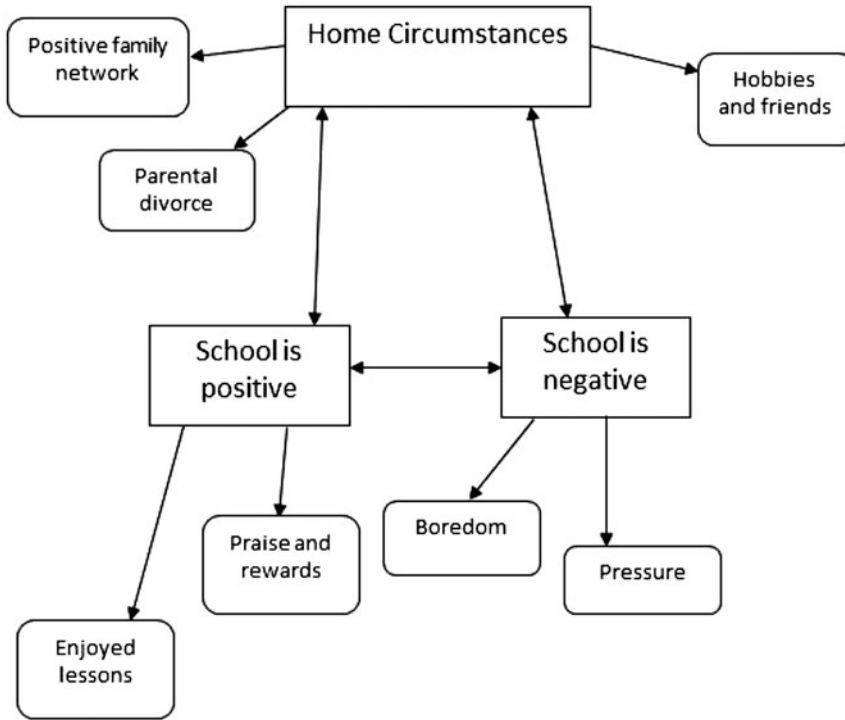 Home Circumstances
Positive family
network
Hobbies
and friends
Parental
divorce
School is
positive
School is
negative
Boredom
Praise and
rewards
Pressure
Enjoyed
lessons